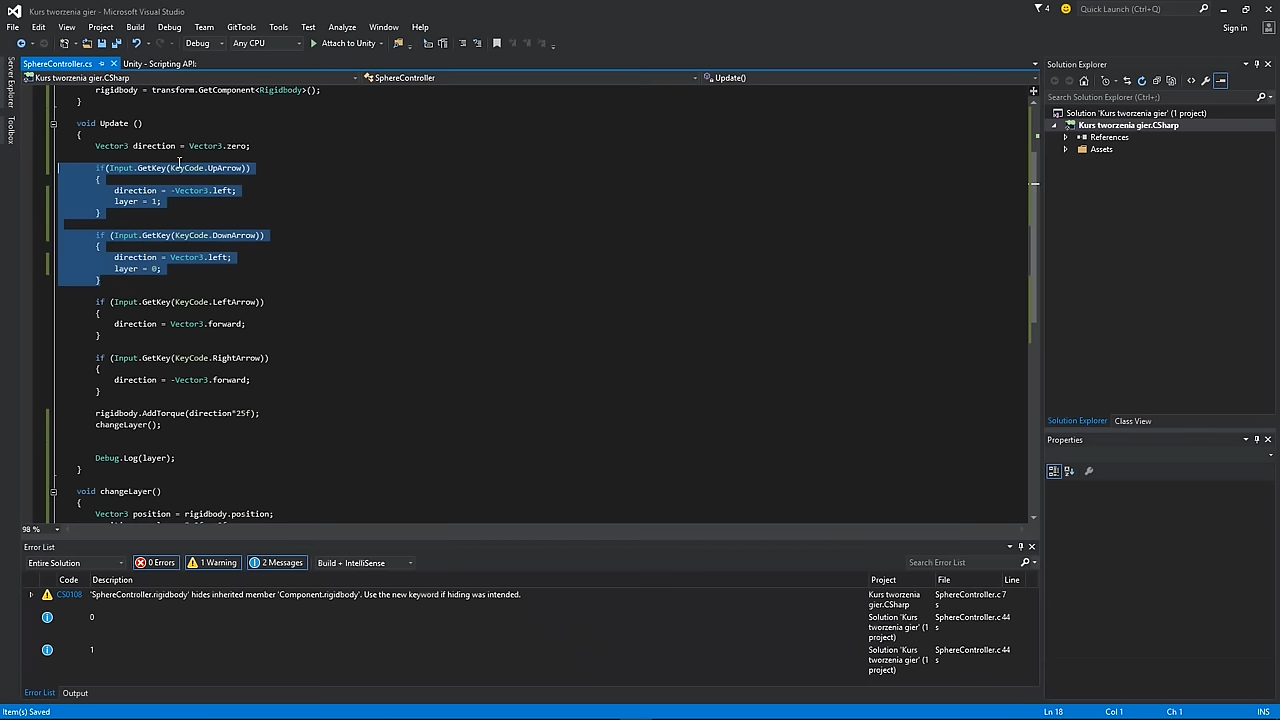 Kurs tworzenia gier - Microsoft Visual Studio
4
Quick Launch (Ctrl+Q)
File Edit View Project Build Debug Team GitTools Tools Test Analyze Window Help
Sign in
Debug Any CPU Attach to Unity
SphereController.cs Unity - Scripting API:
Kurs tworzenia gier.CSharp SphereController Update()
Server Explorer
Toolbox
rigidbody = transform.GetComponent<Rigidbody>();
}
void Update ()
{
Vector3 direction = Vector3.zero;
if(Input.GetKey(KeyCode.UpArrow))
{
direction = -Vector3.left;
layer = 1;
}
if (Input.GetKey(KeyCode.DownArrow))
{
direction = Vector3.left;
layer = 0;
}
if (Input.GetKey(KeyCode.LeftArrow))
{
direction = Vector3.forward;
}
if (Input.GetKey(KeyCode.RightArrow))
{
direction = -Vector3.forward;
}
rigidbody.AddTorque(direction*25f);
changeLayer();
Debug.Log(layer);
}
void changeLayer()
{
Vector3 position = rigidbody.position;
98 %
Solution Explorer
Search Solution Explorer (Ctrl+;)
Solution 'Kurs tworzenia gier' (1 project)
Kurs tworzenia gier.CSharp
References
Assets
Solution Explorer Class View
Properties
Error List
Entire Solution 0 Errors 1 Warning 2 Messages Build + IntelliSense Search Error List
Code Description Project File Line
CS0108 'SphereController.rigidbody' hides inherited member 'Component.rigidbody'. Use the new keyword if hiding was intended. Kurs tworzenia gier.CSharp SphereController.cs 7
0 Solution 'Kurs tworzenia gier' (1 project) SphereController.cs 44
1 Solution 'Kurs tworzenia gier' (1 project) SphereController.cs 44
Error List Output
Item(s) Saved Ln 18 Col 1 Ch 1 INS